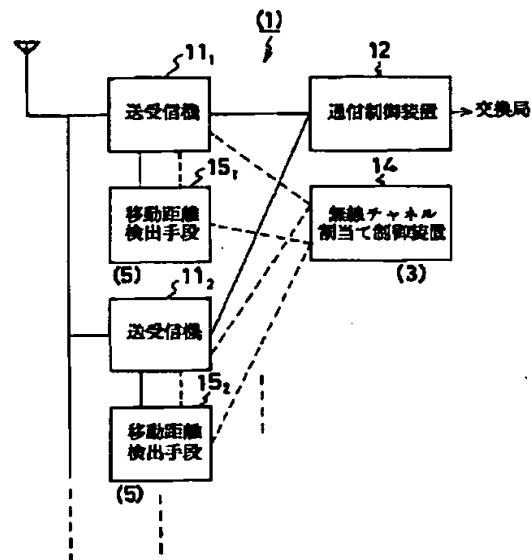 (1)
11₁
送受信機
12
通信制御装置
交換局
14
無線チャネル
割当て制御装置
(3)
15₁
移動距離
検出手段
(5)
11₂
送受信機
15₂
移動距離
検出手段
(5)